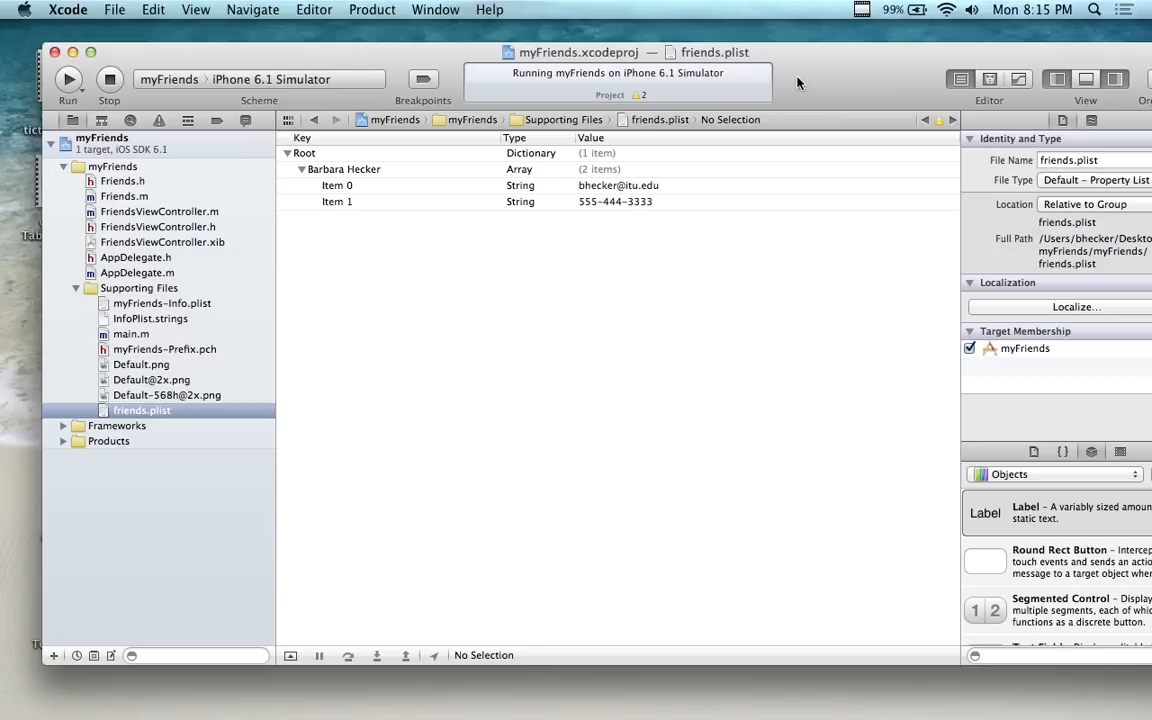 Xcode File Edit View Navigate Editor Product Window Help 99% Mon 8:15 PM
myFriends.xcodeproj — friends.plist
myFriends › iPhone 6.1 Simulator
Running myFriends on iPhone 6.1 Simulator
Project 2
Run Stop Scheme Breakpoints Editor View
myFriends
1 target, iOS SDK 6.1
myFriends › myFriends › Supporting Files › friends.plist › No Selection
myFriends
Friends.h
Friends.m
FriendsViewController.m
FriendsViewController.h
FriendsViewController.xib
AppDelegate.h
AppDelegate.m
Supporting Files
myFriends-Info.plist
InfoPlist.strings
main.m
myFriends-Prefix.pch
Default.png
Default@2x.png
Default-568h@2x.png
friends.plist
Frameworks
Products
Key Type Value
Root Dictionary (1 item)
Barbara Hecker Array (2 items)
Item 0 String bhecker@itu.edu
Item 1 String 555-444-3333
No Selection
Identity and Type
File Name friends.plist
File Type Default - Property List
Location Relative to Group
friends.plist
Full Path /Users/bhecker/Deskto
myFriends/myFriends/
friends.plist
Localization
Localize...
Target Membership
myFriends
{ }
Objects
Label Label - A variably sized amoun
static text.
Round Rect Button - Intercep
touch events and sends an actio
message to a target object whe
1 2 Segmented Control - Display
multiple segments, each of whic
functions as a discrete button.